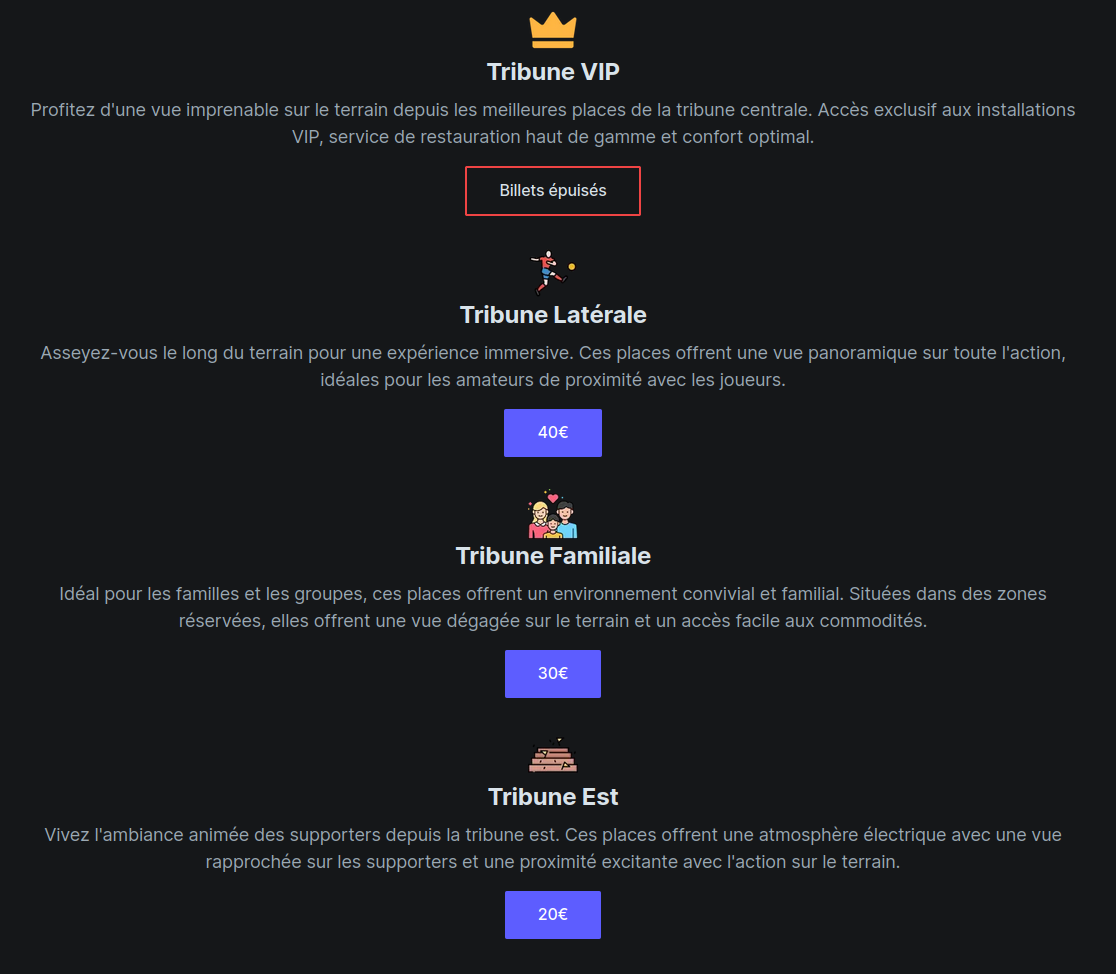 Tribune VIP
Profitez d'une vue imprenable sur le terrain depuis les meilleures places de la tribune centrale. Accès exclusif aux installations
VIP, service de restauration haut de gamme et confort optimal.
Billets épuisés
Tribune Latérale
Asseyez-vous le long du terrain pour une expérience immersive. Ces places offrent une vue panoramique sur toute l'action,
idéales pour les amateurs de proximité avec les joueurs.
40€
Tribune Familiale
Idéal pour les familles et les groupes, ces places offrent un environnement convivial et familial. Situées dans des zones
réservées, elles offrent une vue dégagée sur le terrain et un accès facile aux commodités.
30€
Tribune Est
Vivez l'ambiance animée des supporters depuis la tribune est. Ces places offrent une atmosphère électrique avec une vue
rapprochée sur les supporters et une proximité excitante avec l'action sur le terrain.
20€